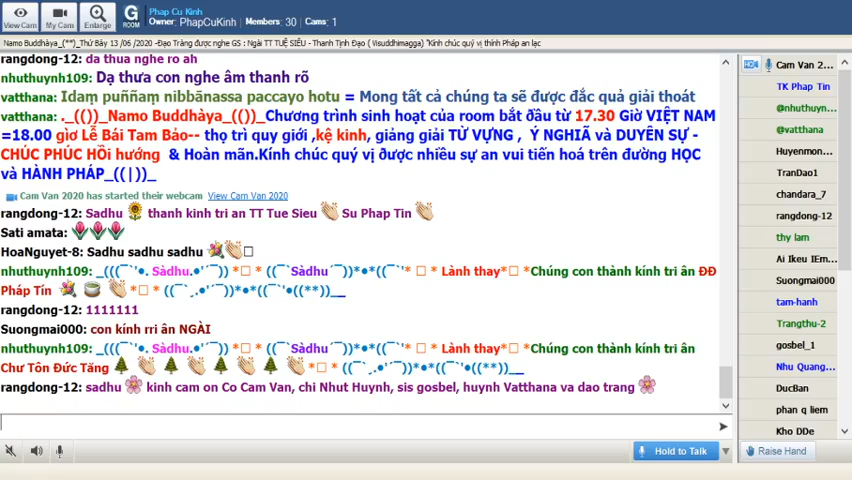 View Cam
My Cam
Enlarge
G ROOM
Phap Cu Kinh
Owner: PhapCuKinh | Members: 30 | Cams: 1
Namo Buddhàya_(**)_Thứ Bảy 13 /06 /2020 -Đạo Tràng được nghe GS : Ngài TT TUỆ SIÊU - Thanh Tịnh Đạo ( Visuddhimagga) "Kính chúc quý vị thính Pháp an lạc
rangdong-12: da thua nghe ro ah
nhuthuynh109: Dạ thưa con nghe âm thanh rõ
vatthana: Idaṃ puññaṃ nibbānassa paccayo hotu = Mong tất cả chúng ta sẽ được đắc quả giải thoát
vatthana: ._(())_Namo Buddhàya_(())_Chương trình sinh hoạt của room bắt đầu từ 17.30 Giờ VIỆT NAM
=18.00 giờ Lễ Bái Tam Bảo-- thọ trì quy giới ,kệ kinh, giảng giải TỪ VỰNG , Ý NGHĨA và DUYÊN SỰ -
CHÚC PHÚC HỒi hướng & Hoàn mãn.Kính chúc quý vị được nhiều sự an vui tiến hoá trên đường HỌC
và HÀNH PHÁP_((|))_
Cam Van 2020 has started their webcam View Cam Van 2020
rangdong-12: Sadhu 🌻 thanh kinh tri an TT Tue Sieu 👏 Su Phap Tin 👏
Sati amata: 🌷🌷🌷
HoaNguyet-8: Sadhu sadhu sadhu 💐👏□
nhuthuynh109: _(((¯`•. Sàdhu.•'´¯)) *□ * ((¯`Sàdhu´¯))*•*((¯`'* □ * Lành thay*□ *Chúng con thành kính tri ân ĐĐ
Pháp Tín 💐 🍵 👏 *□ * ((¯`¸.•'´¯))*•*((¯`'•((**))__
rangdong-12: 1111111
Suongmai000: con kính rri ân NGÀI
nhuthuynh109: _(((¯`•. Sàdhu.•'´¯)) *□ * ((¯`Sàdhu´¯))*•*((¯`'* □ * Lành thay*□ *Chúng con thành kính tri ân
Chư Tôn Đức Tăng 🌲 👏 🌲 👏 🌲 👏 *□ * ((¯`¸.•'´¯))*•*((¯`'•((**))__
rangdong-12: sadhu 🌸 kinh cam on Co Cam Van, chi Nhut Huynh, sis gosbel, huynh Vatthana va dao trang 🌸
Hold to Talk
Cam Van 2...
TK Phap Tin
@nhuthuyn...
@vatthana
Huyenmon...
TranDao1
chandara_7
rangdong-12
thy lam
Ai Ikeu IEm...
Suongmai000
tam-hanh
Trangthu-2
gosbel_1
Nhu Quang...
DucBan
phan q liem
Kho DDe
Raise Hand